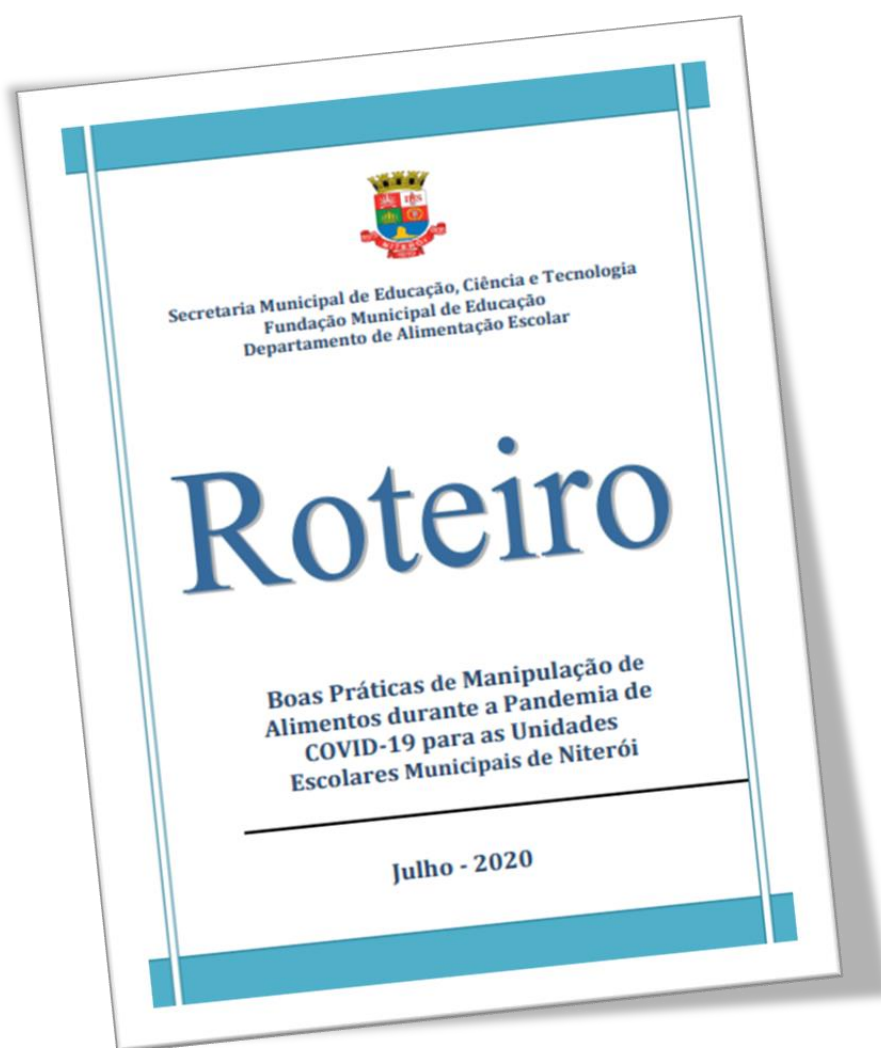 Secretaria Municipal de Educação, Ciência e Tecnologia
Fundação Municipal de Educação
Departamento de Alimentação Escolar
Roteiro
Boas Práticas de Manipulação de
Alimentos durante a Pandemia de
COVID-19 para as Unidades
Escolares Municipais de Niterói
Julho - 2020